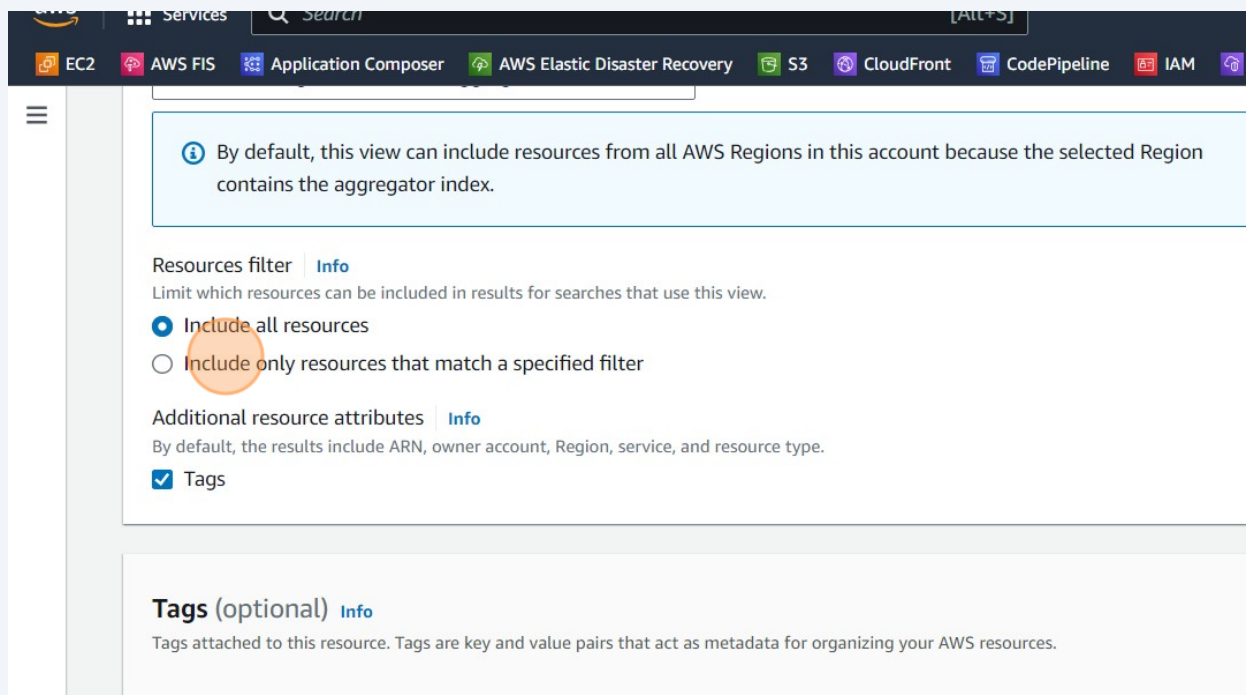 aws Services Search [Alt+S]
EC2 AWS FIS Application Composer AWS Elastic Disaster Recovery S3 CloudFront CodePipeline IAM
By default, this view can include resources from all AWS Regions in this account because the selected Region
contains the aggregator index.
Resources filter Info
Limit which resources can be included in results for searches that use this view.
Include all resources
Include only resources that match a specified filter
Additional resource attributes Info
By default, the results include ARN, owner account, Region, service, and resource type.
Tags
Tags (optional) Info
Tags attached to this resource. Tags are key and value pairs that act as metadata for organizing your AWS resources.